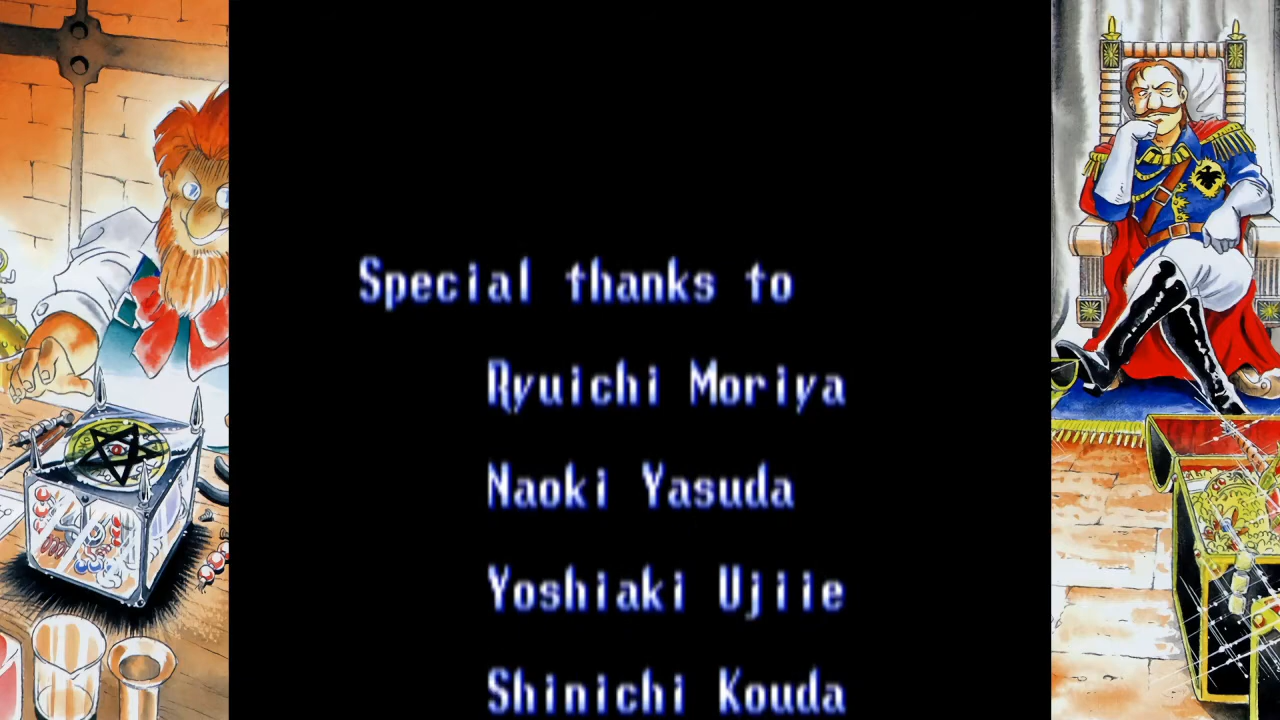 Special thanks to
Ryuichi Moriya
Naoki Yasuda
Yoshiaki Ujiie
Shinichi Kouda